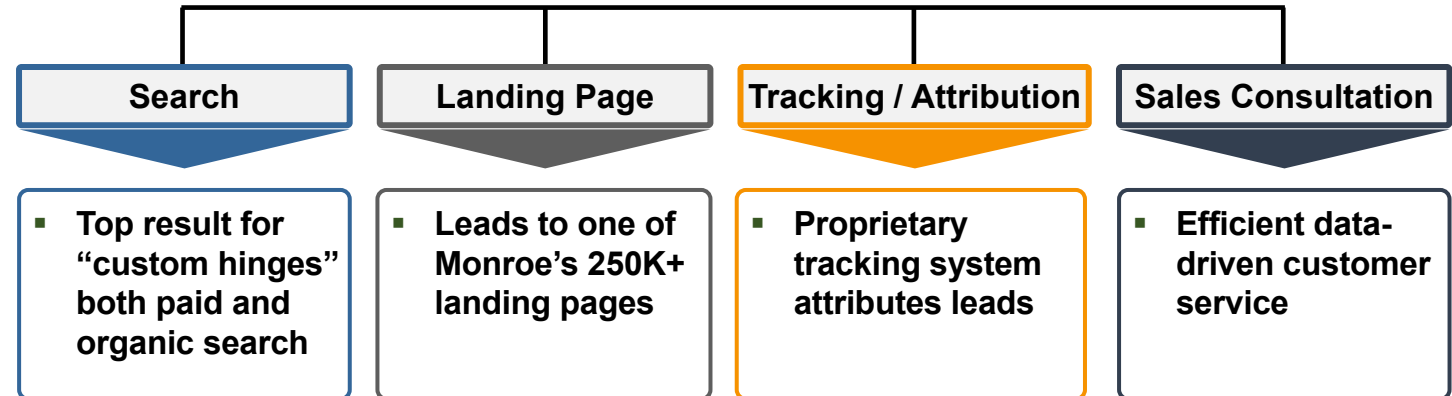 Search
Landing Page
Tracking / Attribution
Sales Consultation
▪ Top result for
“custom hinges”
both paid and
organic search
▪ Leads to one of
Monroe’s 250K+
landing pages
▪ Proprietary
tracking system
attributes leads
▪ Efficient data-
driven customer
service